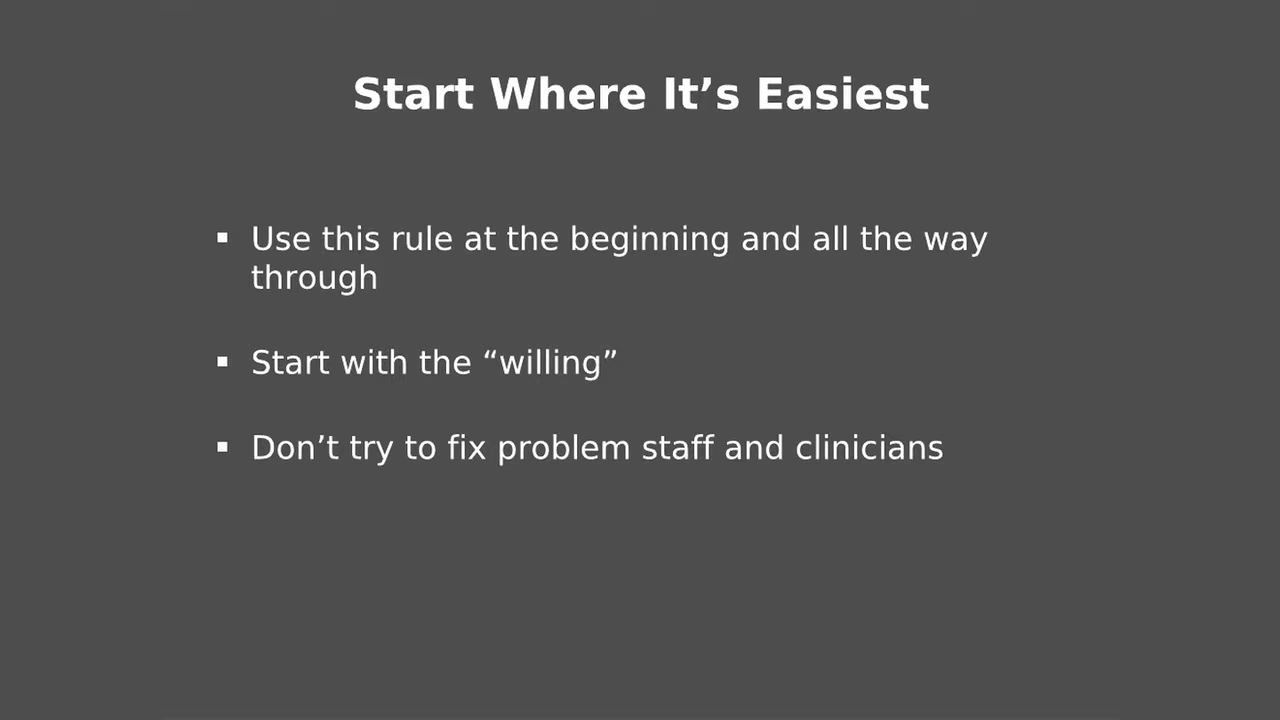 Start Where It’s Easiest
▪ Use this rule at the beginning and all the way
through
▪ Start with the “willing”
▪ Don’t try to fix problem staff and clinicians